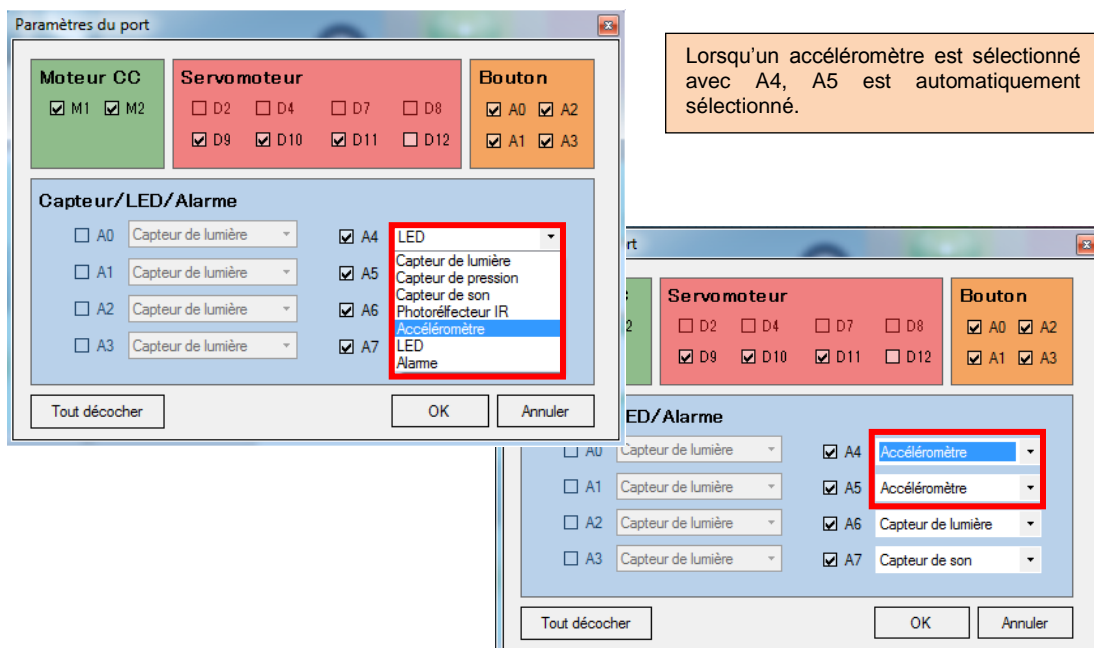 Paramètres du port
Moteur CC
M1 M2
Servomoteur
D2 D4 D7 D8
D9 D10 D11 D12
Bouton
A0 A2
A1 A3
Capteur/LED/Alarme
A0 Capteur de lumière
A1 Capteur de lumière
A2 Capteur de lumière
A3 Capteur de lumière
A4 LED
A5
A6
A7
Capteur de lumière
Capteur de pression
Capteur de son
Photorélfecteur IR
Accéléromètre
LED
Alarme
Tout décocher
OK
Annuler
Lorsqu'un accéléromètre est sélectionné
avec A4, A5 est automatiquement
sélectionné.
rt
2
Servomoteur
D2 D4 D7 D8
D9 D10 D11 D12
Bouton
A0 A2
A1 A3
ED/Alarme
A0 Capteur de lumière
A1 Capteur de lumière
A2 Capteur de lumière
A3 Capteur de lumière
A4 Accéléromètre
A5 Accéléromètre
A6 Capteur de lumière
A7 Capteur de son
Tout décocher
OK
Annuler